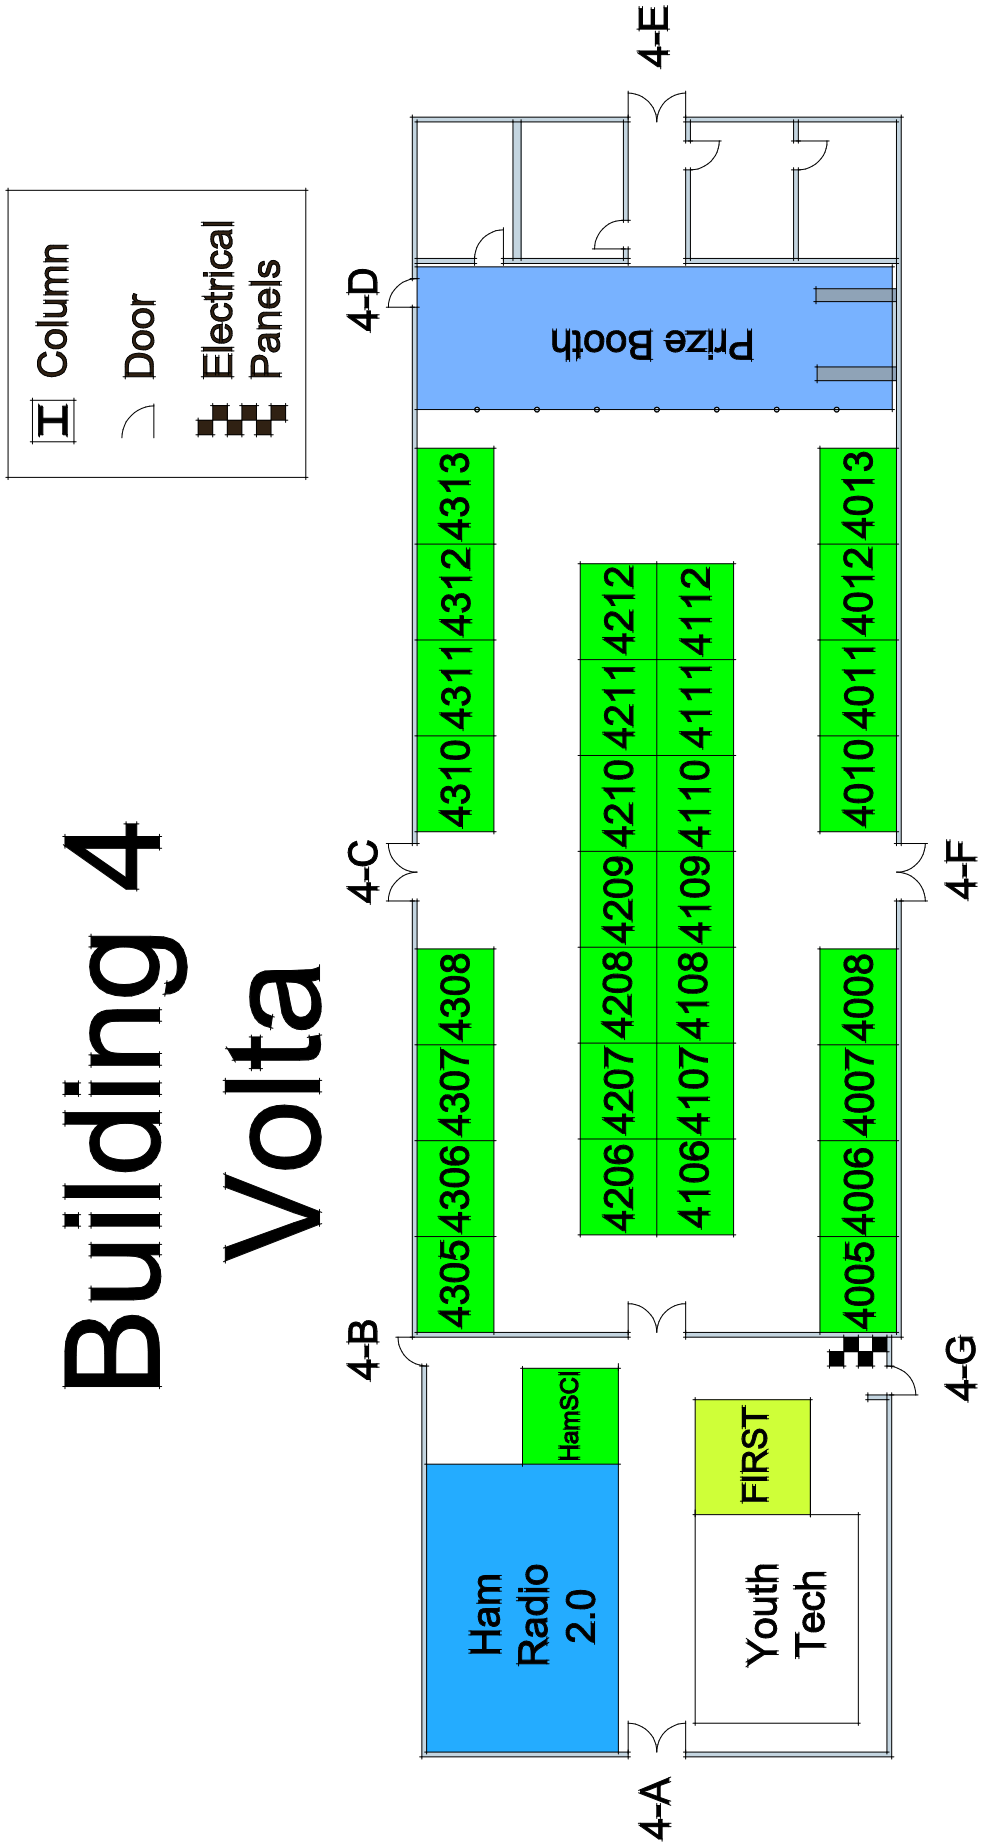 Building 4
Volta
Column
Door
Electrical
Panels
4-B
4-C
4-D
4305 4306 4307 4308 4310 4311 4312 4313
Ham
Radio
2.0
HamSCI
4206 4207 4208 4209 4210 4211 4212
4106 4107 4108 4109 4110 4111 4112
Prize Booth
4-A
4-E
Youth
Tech
FIRST
4005 4006 4007 4008 4010 4011 4012 4013
4-G
4-F